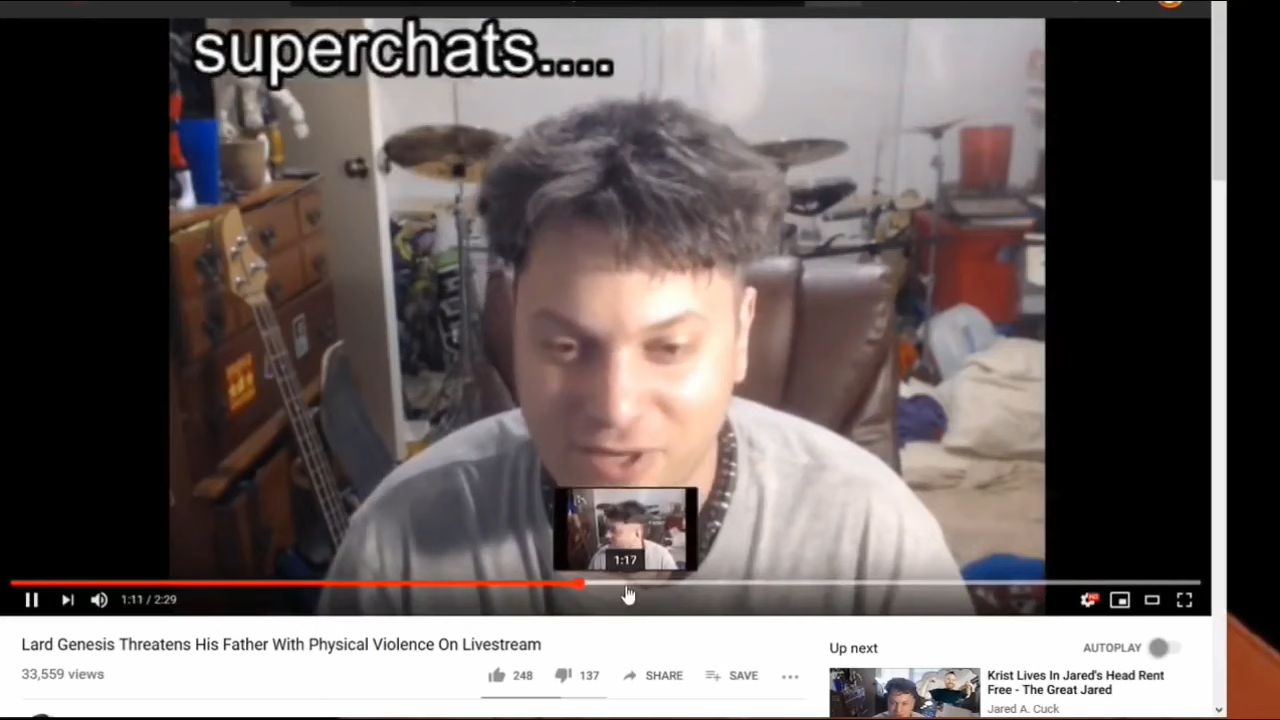 superchats....
1:17
1:11 / 2:29
HD
Lard Genesis Threatens His Father With Physical Violence On Livestream
33,559 views
248
137
SHARE
SAVE
Up next
AUTOPLAY
Krist Lives In Jared's Head Rent
Free - The Great Jared
Jared A. Cuck